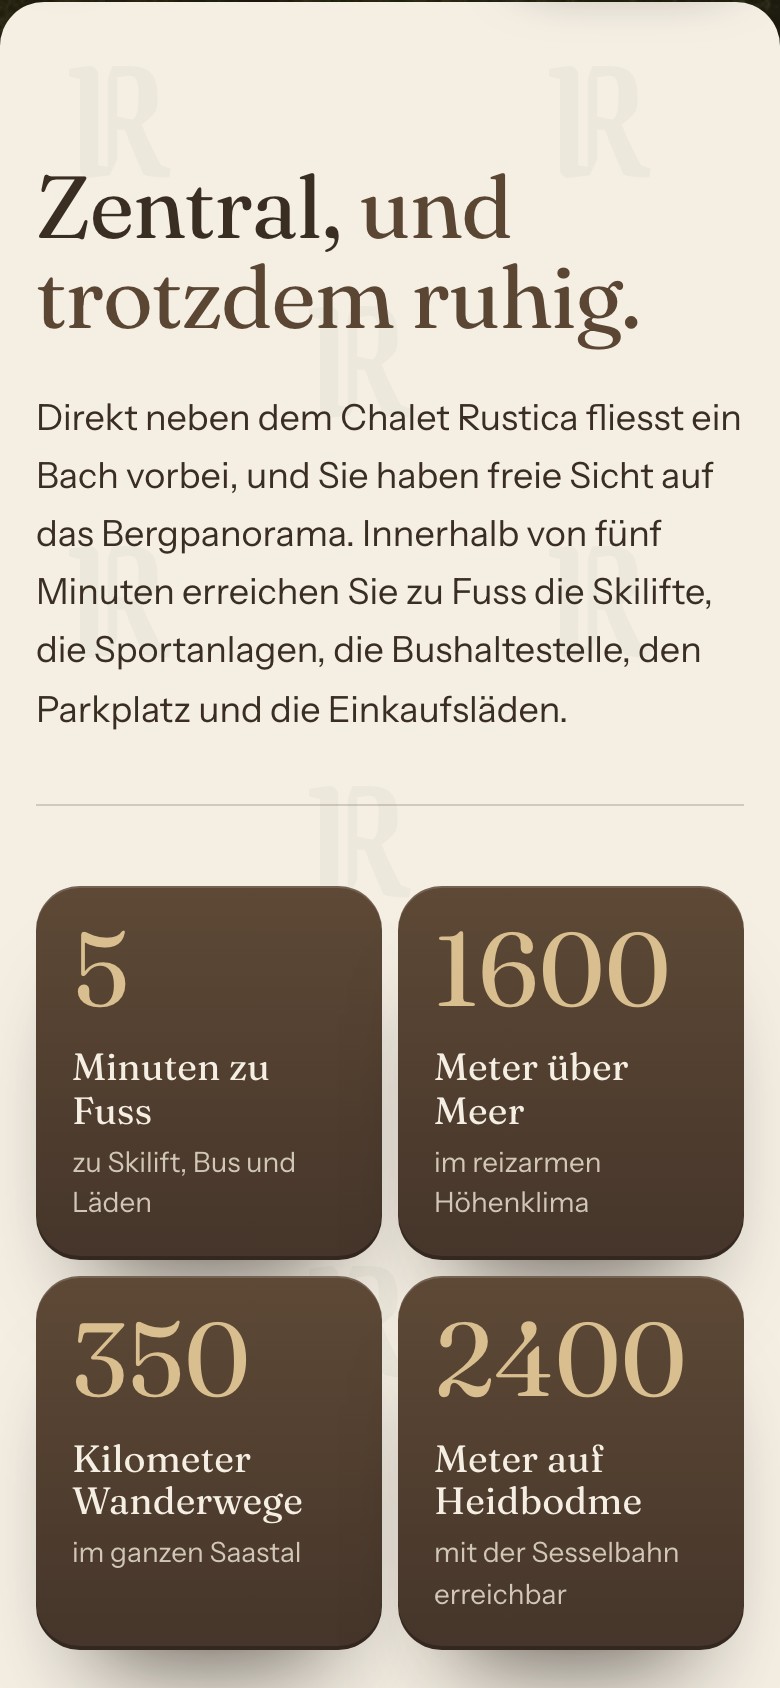 Zentral, und
trotzdem ruhig.
Direkt neben dem Chalet Rustica fliesst ein
Bach vorbei, und Sie haben freie Sicht auf
das Bergpanorama. Innerhalb von fünf
Minuten erreichen Sie zu Fuss die Skilifte,
die Sportanlagen, die Bushaltestelle, den
Parkplatz und die Einkaufsläden.
5
Minuten zu
Fuss
zu Skilift, Bus und
Läden
1600
Meter über
Meer
im reizarmen
Höhenklima
350
Kilometer
Wanderwege
im ganzen Saastal
2400
Meter auf
Heidbodme
mit der Sesselbahn
erreichbar